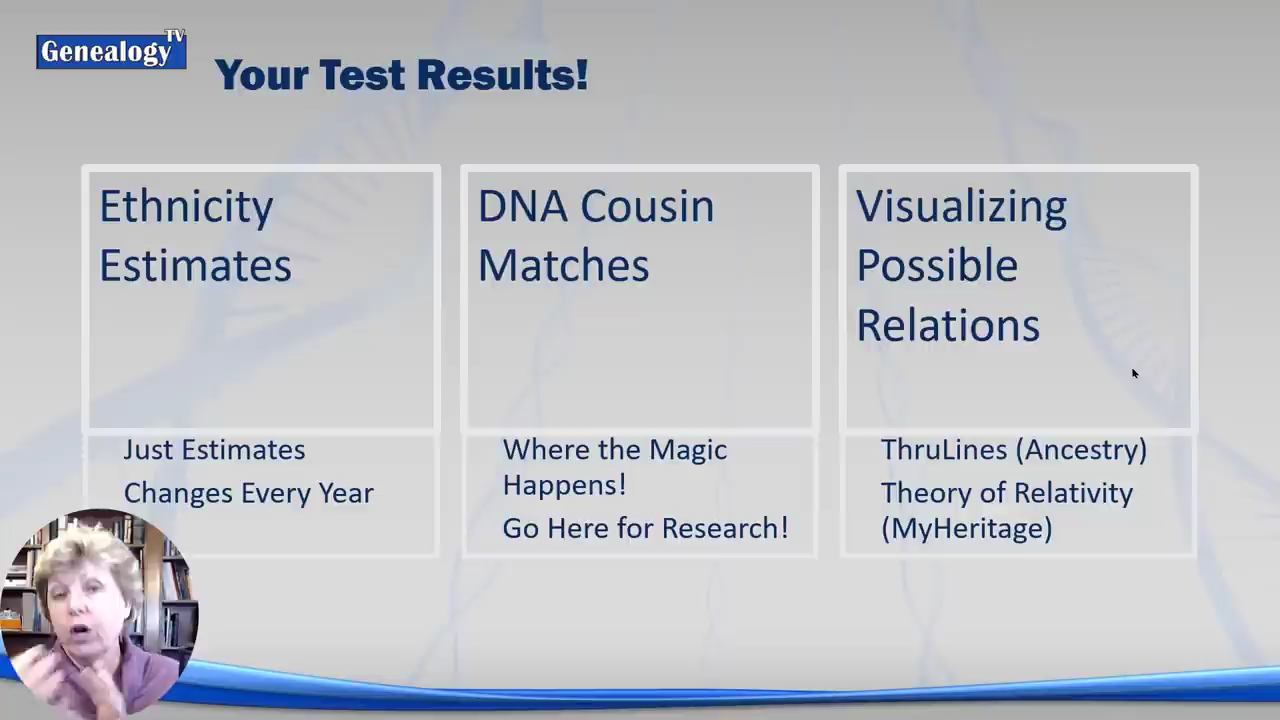 Genealogy TV
Your Test Results!
Ethnicity
Estimates
Just Estimates
Changes Every Year
DNA Cousin
Matches
Where the Magic
Happens!
Go Here for Research!
Visualizing
Possible
Relations
ThruLines (Ancestry)
Theory of Relativity
(MyHeritage)